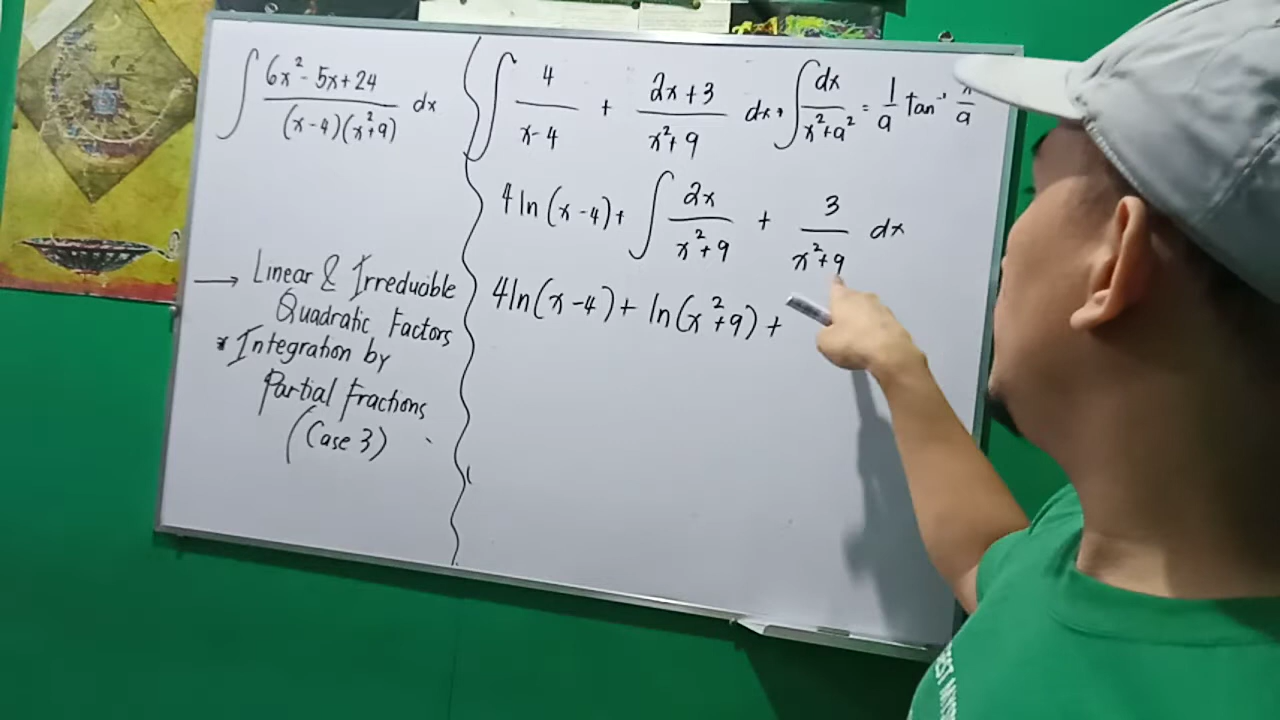 ∫ (6x² - 5x + 24) / ((x-4)(x²+9)) dx
→ Linear & Irreducible
Quadratic Factors
* Integration by
Partial Fractions
(Case 3)
∫ 4/(x-4) + (2x+3)/(x²+9) dx, ∫ dx/(x²+a²) = 1/a tan⁻¹ x/a
4 ln(x-4) + ∫ 2x/(x²+9) + 3/(x²+9) dx
4ln(x-4) + ln(x²+9) +